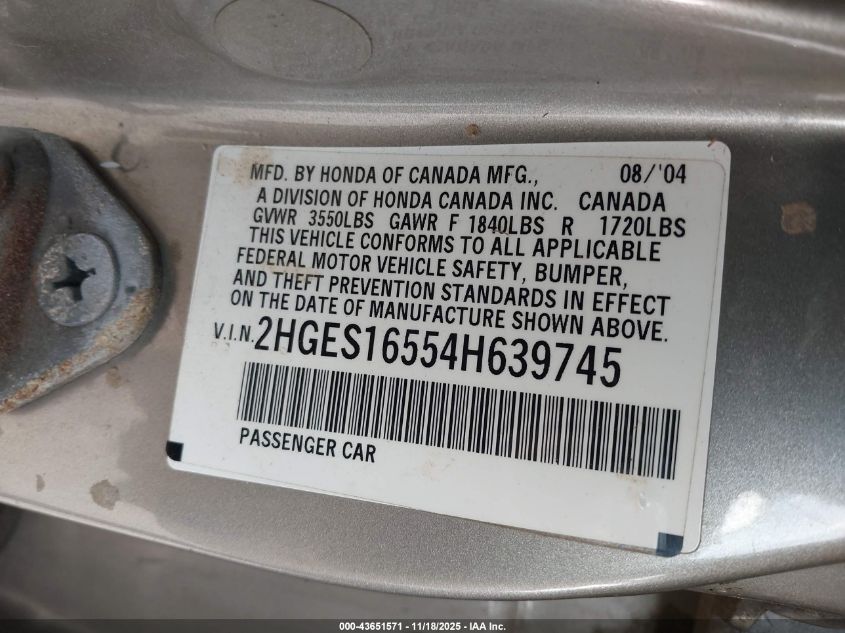 MFD. BY HONDA OF CANADA MFG., 08/'04
A DIVISION OF HONDA CANADA INC. CANADA
GVWR 3550LBS GAWR F 1840LBS R 1720LBS
THIS VEHICLE CONFORMS TO ALL APPLICABLE
FEDERAL MOTOR VEHICLE SAFETY, BUMPER,
AND THEFT PREVENTION STANDARDS IN EFFECT
ON THE DATE OF MANUFACTURE SHOWN ABOVE.
V.I.N. 2HGES16554H639745
PASSENGER CAR
000-43651571 - 11/18/2025 - IAA Inc.